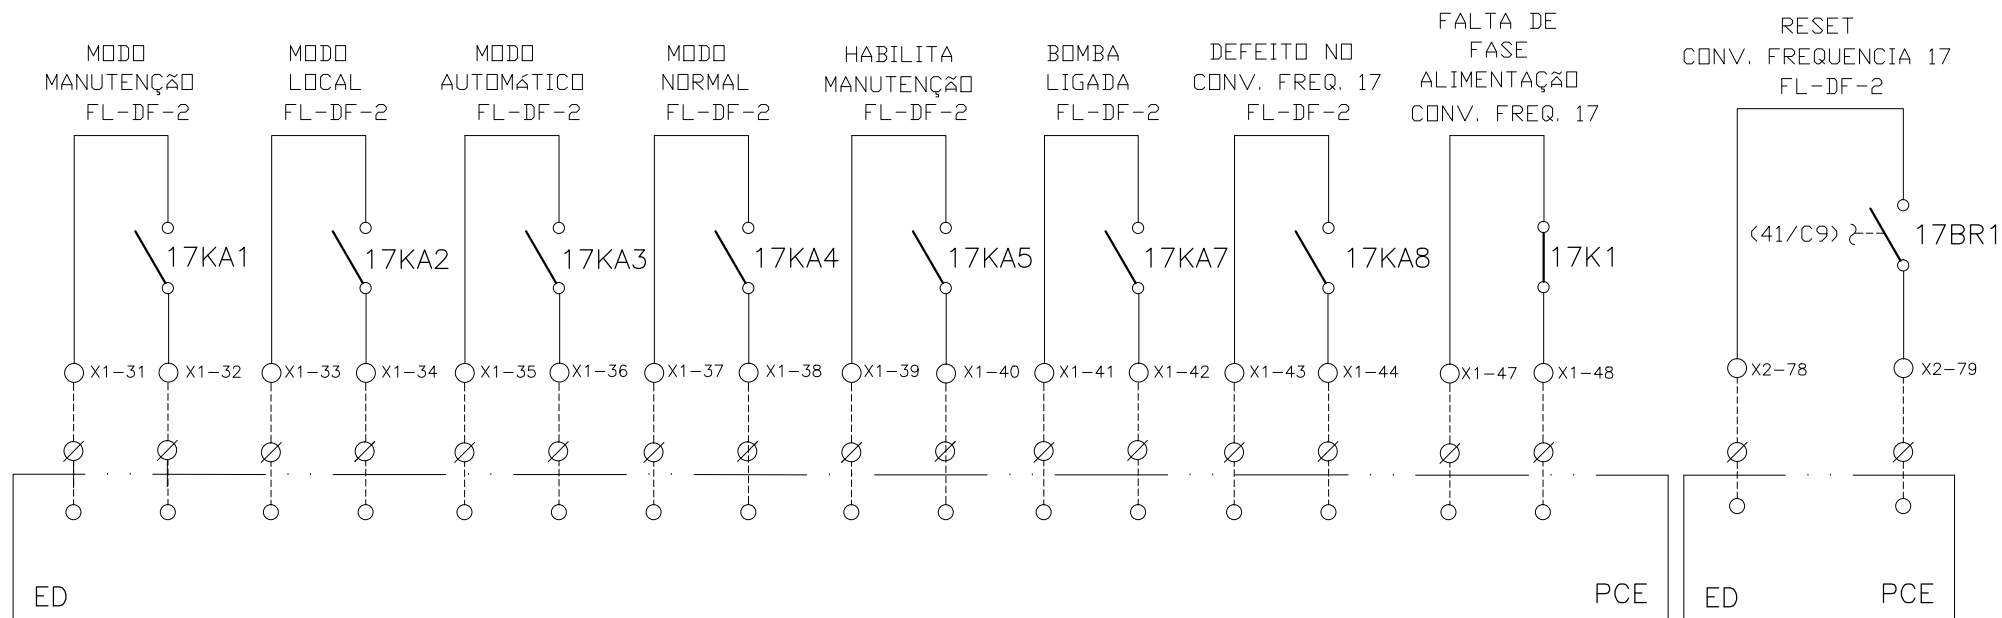 MODO
MANUTENÇÃO
FL-DF-2
MODO
LOCAL
FL-DF-2
MODO
AUTOMÁTICO
FL-DF-2
MODO
NORMAL
FL-DF-2
HABILITA
MANUTENÇÃO
FL-DF-2
BOMBA
LIGADA
FL-DF-2
DEFEITO NO
CONV. FREQ. 17
FL-DF-2
FALTA DE
FASE
ALIMENTAÇÃO
CONV. FREQ. 17
RESET
CONV. FREQUENCIA 17
FL-DF-2
17KA1
17KA2
17KA3
17KA4
17KA5
17KA7
17KA8
17K1
(41/C9)
17BR1
X1-31
X1-32
X1-33
X1-34
X1-35
X1-36
X1-37
X1-38
X1-39
X1-40
X1-41
X1-42
X1-43
X1-44
X1-47
X1-48
X2-78
X2-79
ED
PCE
ED
PCE